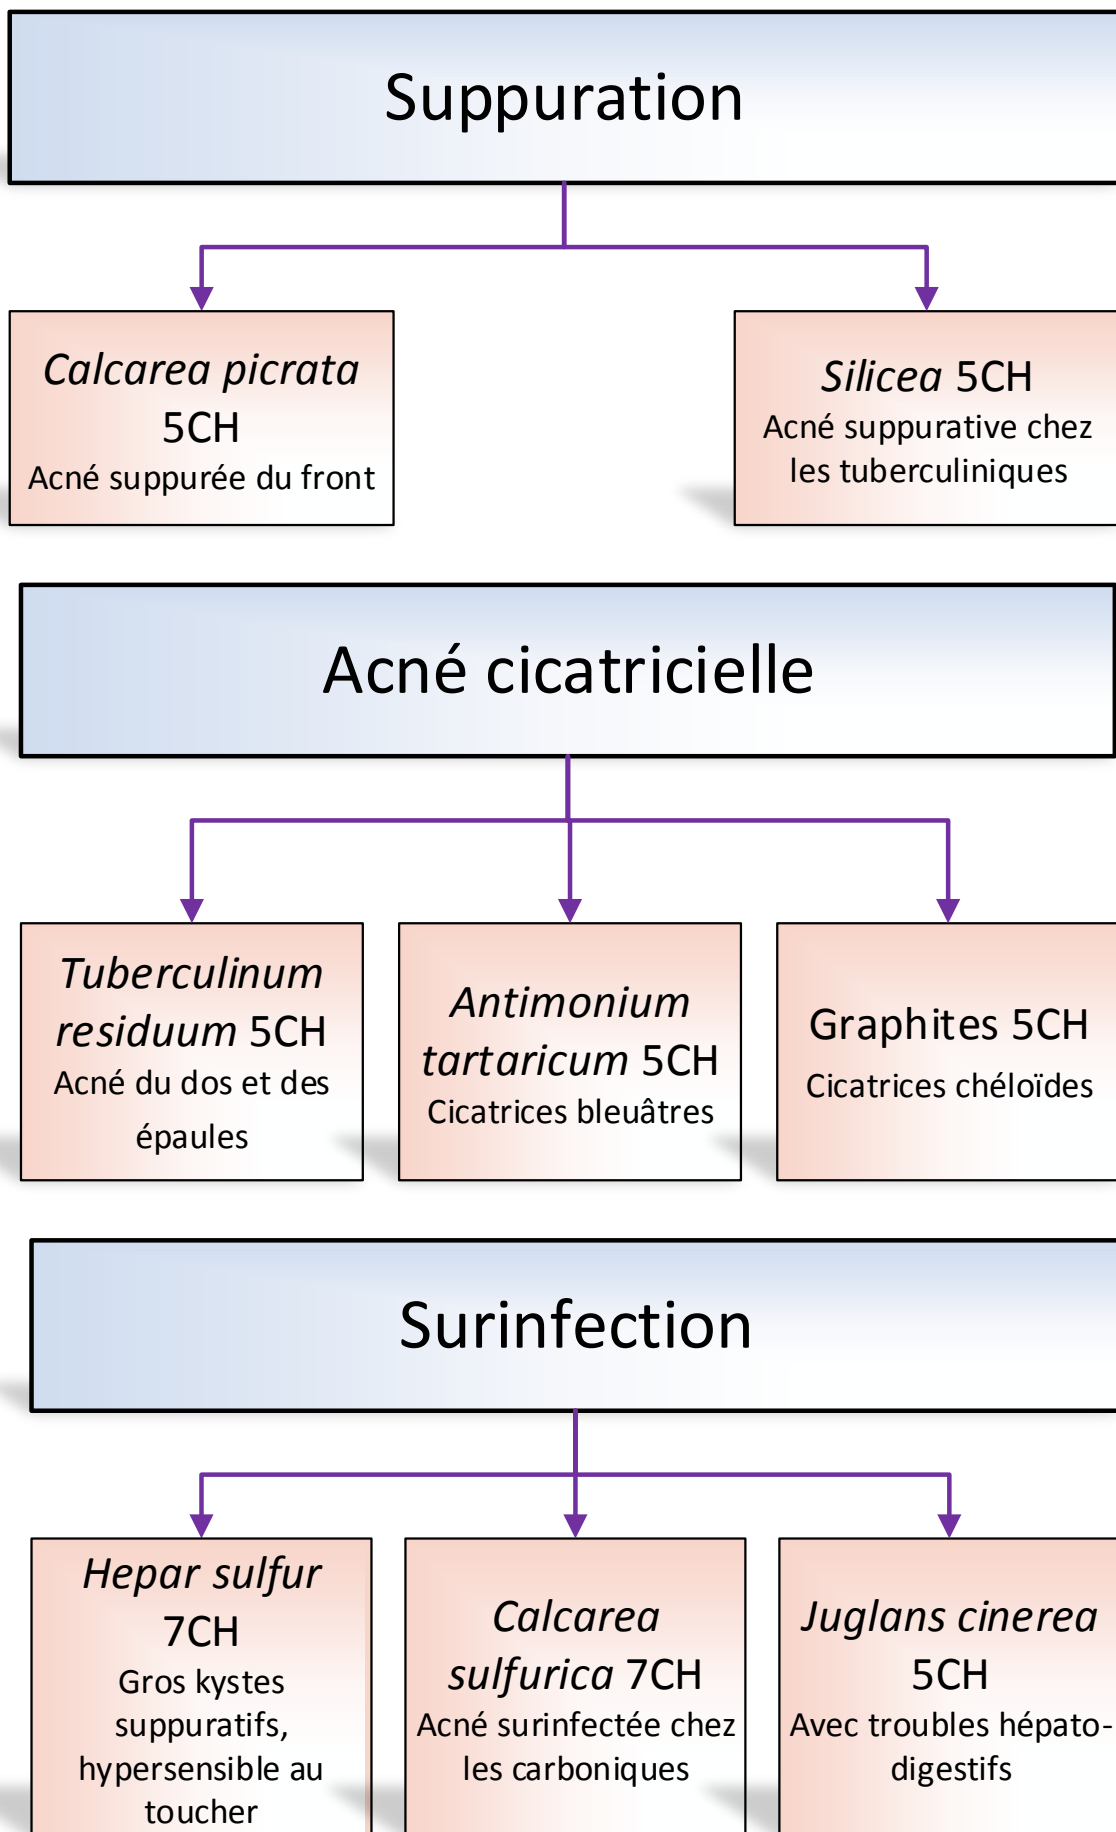 Suppuration
Calcarea picrata
5CH
Acné suppurée du front
Silicea 5CH
Acné suppurative chez
les tuberculiniques
Acné cicatricielle
Tuberculinum
residuum 5CH
Acné du dos et des
épaules
Antimonium
tartaricum 5CH
Cicatrices bleuâtres
Graphites 5CH
Cicatrices chéloïdes
Surinfection
Hepar sulfur
7CH
Gros kystes
suppuratifs,
hypersensible au
toucher
Calcarea
sulfurica 7CH
Acné surinfectée chez
les carboniques
Juglans cinerea
5CH
Avec troubles hépato-
digestifs